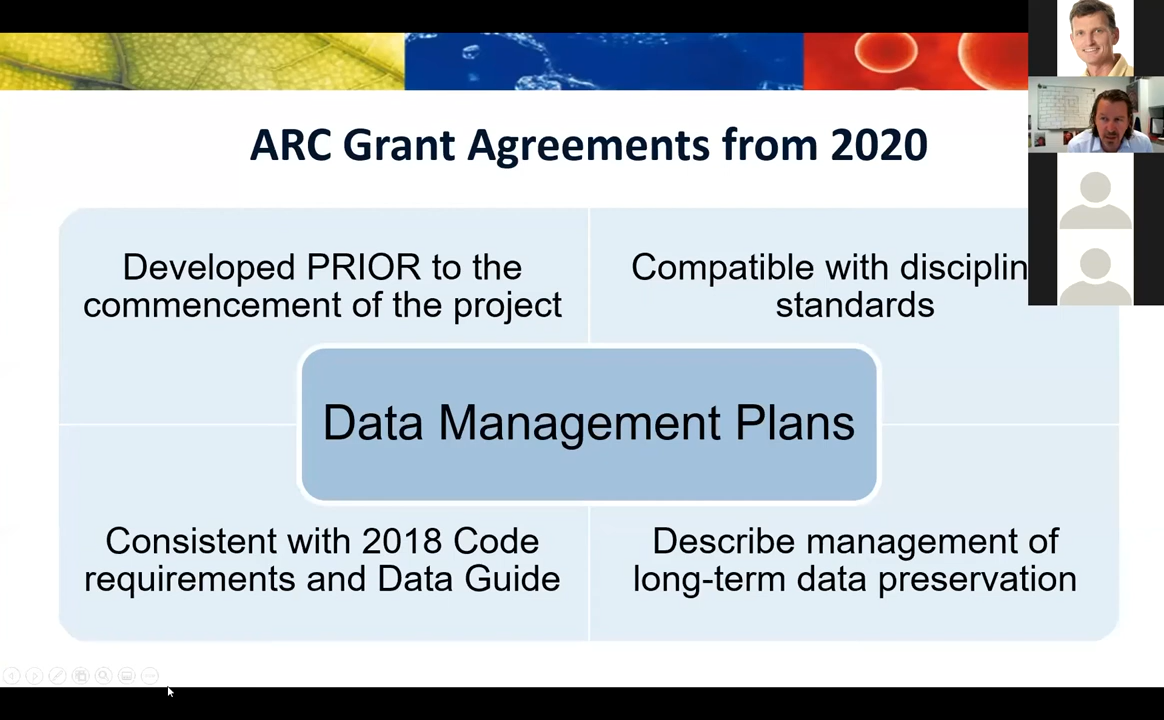 ARC Grant Agreements from 2020
Developed PRIOR to the
commencement of the project
Compatible with disciplin
standards
Data Management Plans
Consistent with 2018 Code
requirements and Data Guide
Describe management of
long-term data preservation